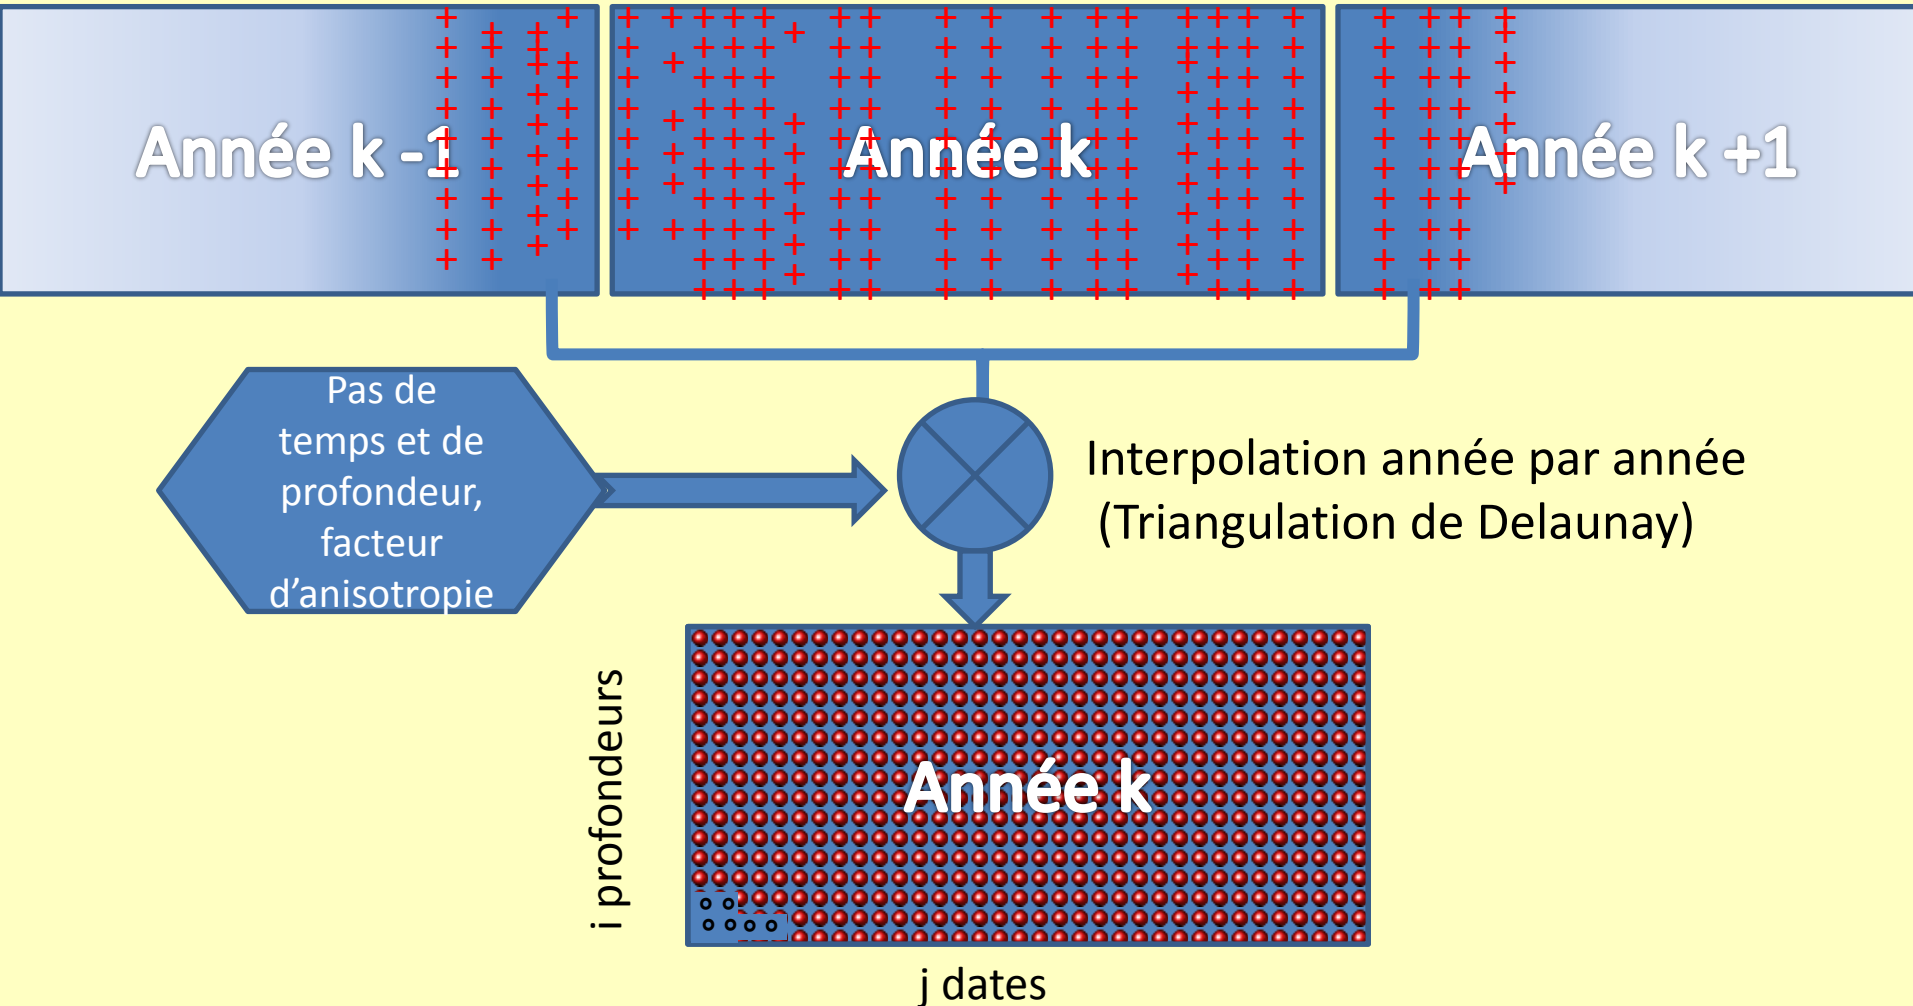 Année k -1
Année k
Année k +1
Pas de
temps et de
profondeur,
facteur
d’anisotropie
Interpolation année par année
(Triangulation de Delaunay)
i profondeurs
Année k
j dates